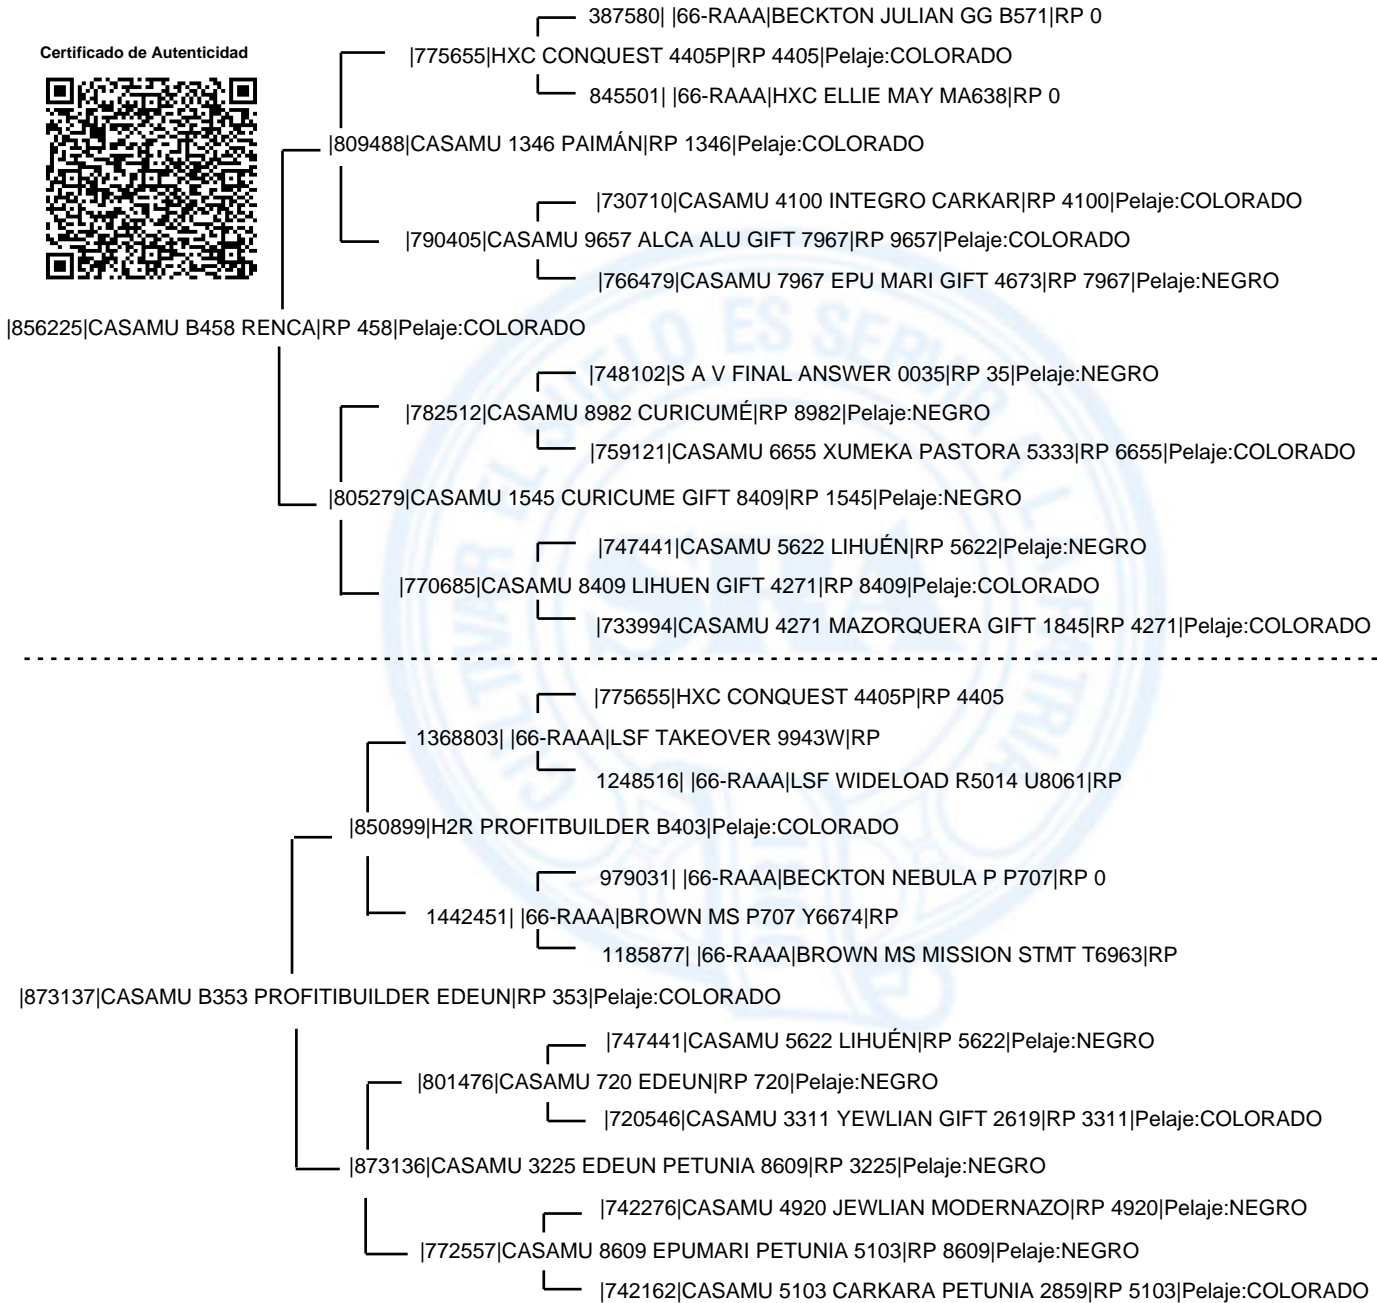 387580| |66-RAAA|BECKTON JULIAN GG B571|RP 0
Certificado de Autenticidad
|775655|HXC CONQUEST 4405P|RP 4405|Pelaje:COLORADO
845501| |66-RAAA|HXC ELLIE MAY MA638|RP 0
|809488|CASAMU 1346 PAIMÁN|RP 1346|Pelaje:COLORADO
|730710|CASAMU 4100 INTEGRO CARKAR|RP 4100|Pelaje:COLORADO
|790405|CASAMU 9657 ALCA ALU GIFT 7967|RP 9657|Pelaje:COLORADO
|766479|CASAMU 7967 EPU MARI GIFT 4673|RP 7967|Pelaje:NEGRO
|856225|CASAMU B458 RENCA|RP 458|Pelaje:COLORADO
|748102|S A V FINAL ANSWER 0035|RP 35|Pelaje:NEGRO
|782512|CASAMU 8982 CURICUMÉ|RP 8982|Pelaje:NEGRO
|759121|CASAMU 6655 XUMEKA PASTORA 5333|RP 6655|Pelaje:COLORADO
|805279|CASAMU 1545 CURICUME GIFT 8409|RP 1545|Pelaje:NEGRO
|747441|CASAMU 5622 LIHUÉN|RP 5622|Pelaje:NEGRO
|770685|CASAMU 8409 LIHUEN GIFT 4271|RP 8409|Pelaje:COLORADO
|733994|CASAMU 4271 MAZORQUERA GIFT 1845|RP 4271|Pelaje:COLORADO
|775655|HXC CONQUEST 4405P|RP 4405
1368803| |66-RAAA|LSF TAKEOVER 9943W|RP
1248516| |66-RAAA|LSF WIDELOAD R5014 U8061|RP
|850899|H2R PROFITBUILDER B403|Pelaje:COLORADO
979031| |66-RAAA|BECKTON NEBULA P P707|RP 0
1442451| |66-RAAA|BROWN MS P707 Y6674|RP
1185877| |66-RAAA|BROWN MS MISSION STMT T6963|RP
|873137|CASAMU B353 PROFITIBUILDER EDEUN|RP 353|Pelaje:COLORADO
|747441|CASAMU 5622 LIHUÉN|RP 5622|Pelaje:NEGRO
|801476|CASAMU 720 EDEUN|RP 720|Pelaje:NEGRO
|720546|CASAMU 3311 YEWLIAN GIFT 2619|RP 3311|Pelaje:COLORADO
|873136|CASAMU 3225 EDEUN PETUNIA 8609|RP 3225|Pelaje:NEGRO
|742276|CASAMU 4920 JEWLIAN MODERNAZO|RP 4920|Pelaje:NEGRO
|772557|CASAMU 8609 EPUMARI PETUNIA 5103|RP 8609|Pelaje:NEGRO
|742162|CASAMU 5103 CARKARA PETUNIA 2859|RP 5103|Pelaje:COLORADO
CULTIVAR EL SUELO ES SERVIR A LA PATRIA
SRA
1866